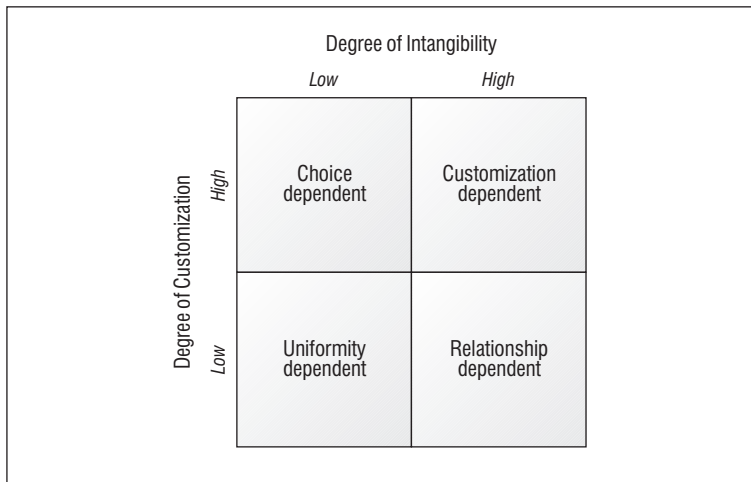 Degree of Intangibility
Low High
Degree of Customization
High
Choice dependent
Customization dependent
Low
Uniformity dependent
Relationship dependent